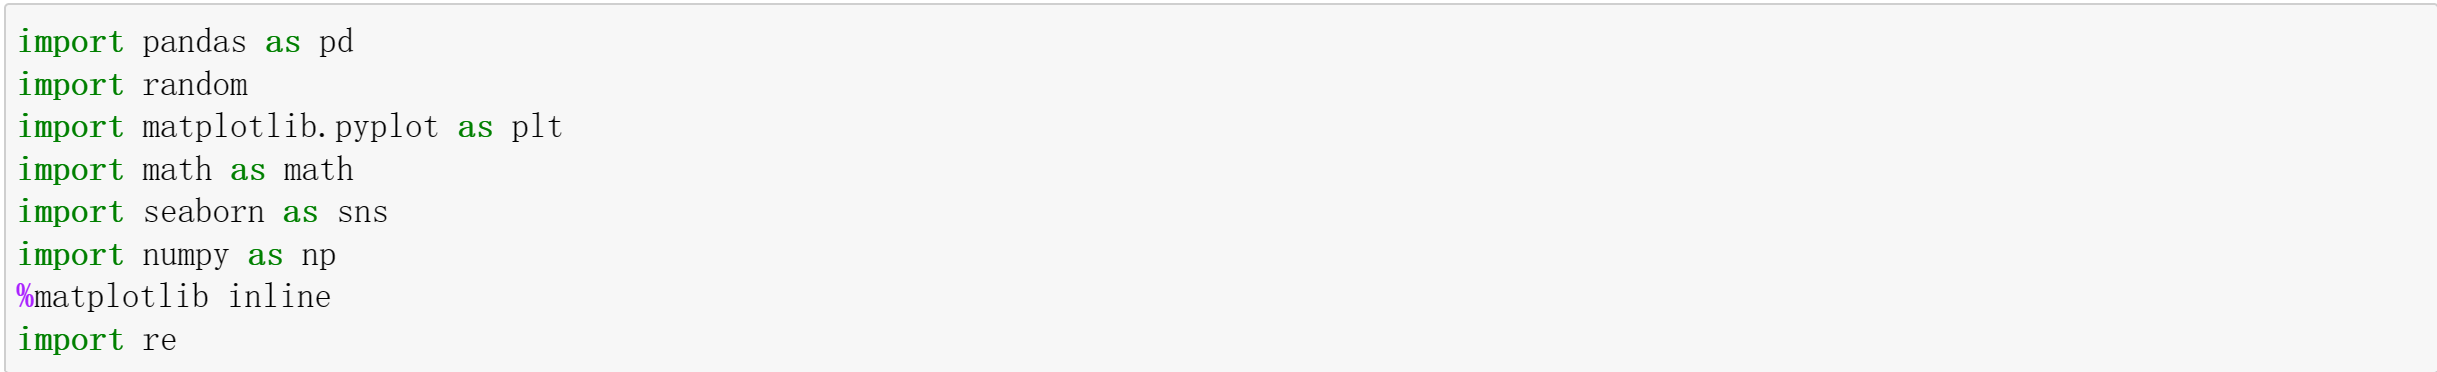 import pandas as pd
import random
import matplotlib.pyplot as plt
import math as math
import seaborn as sns
import numpy as np
%matplotlib inline
import re